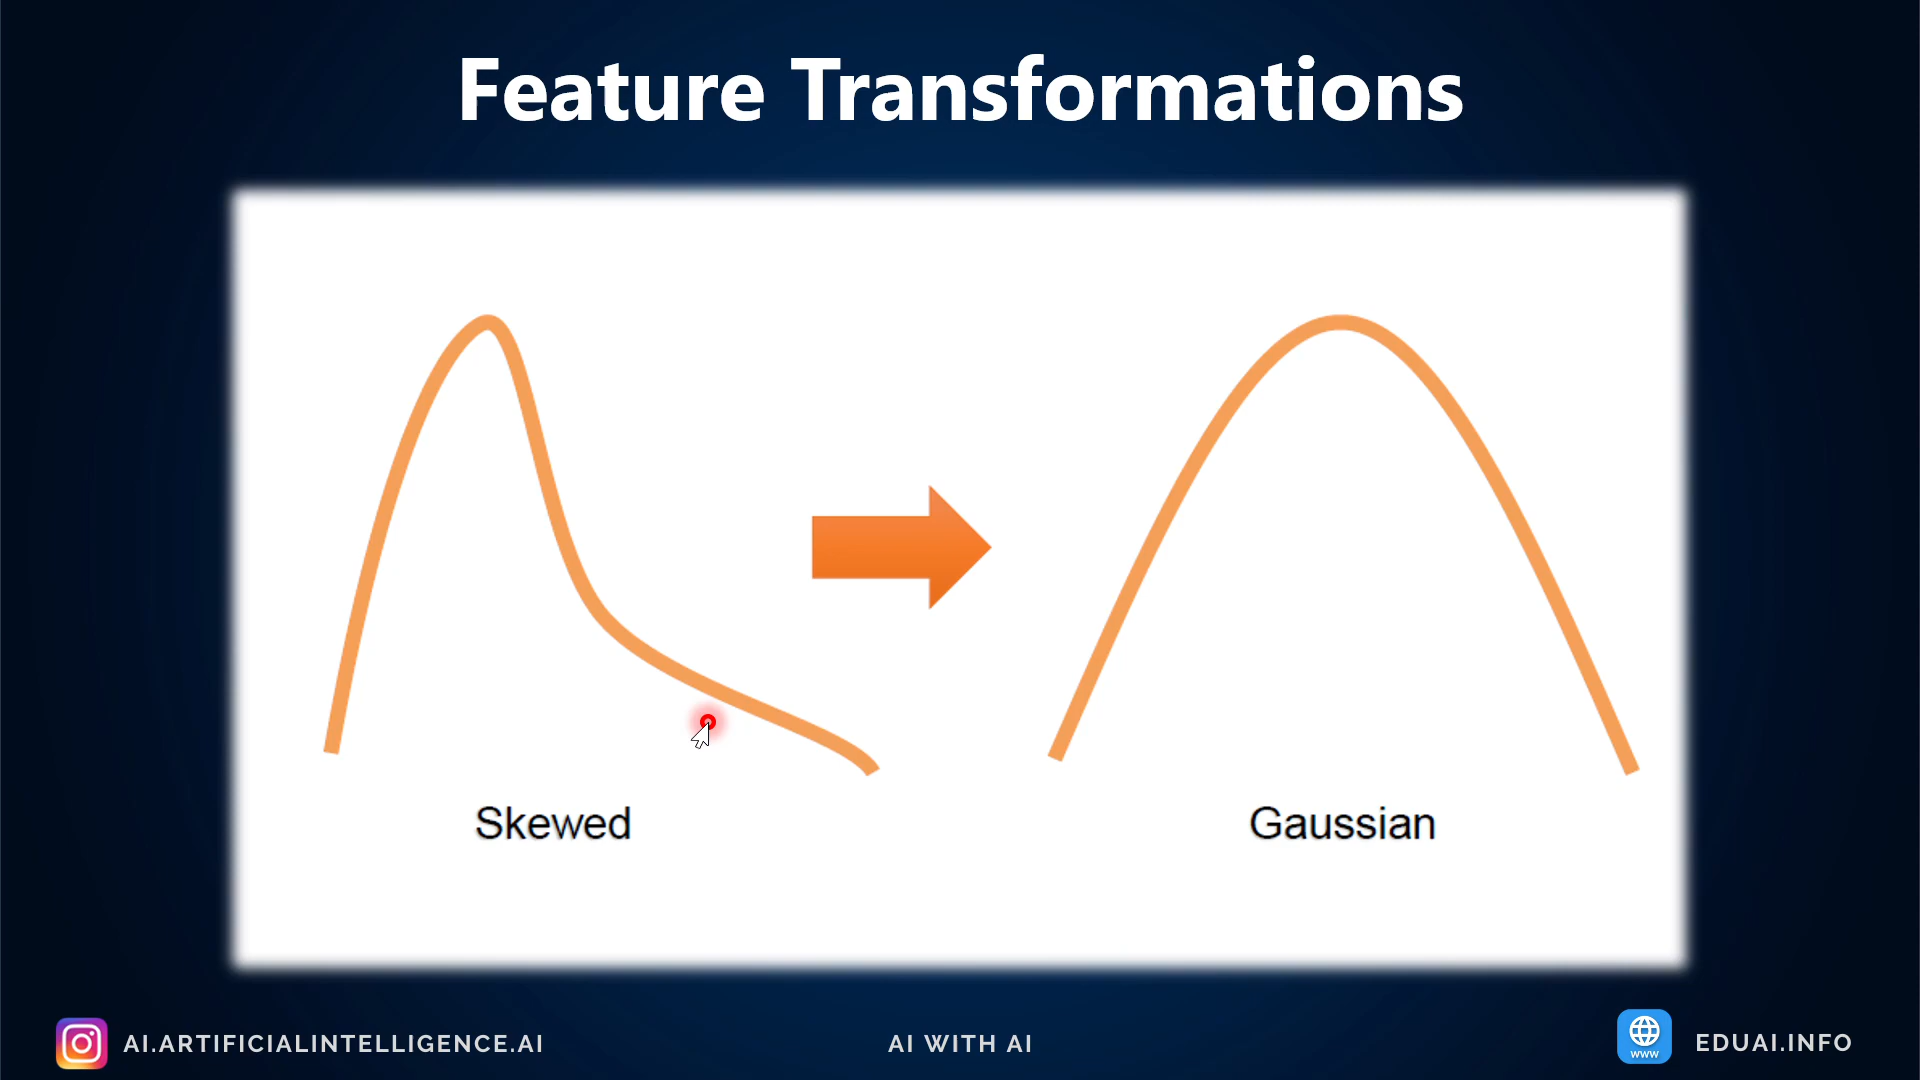 Feature Transformations
Skewed
Gaussian
AI.ARTIFICIALINTELLIGENCE.AI
AI WITH AI
www
EDUAI.INFO